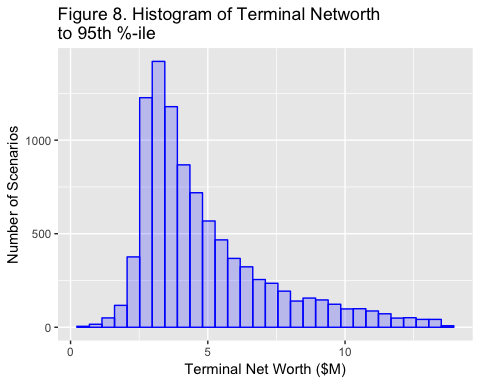 Figure 8. Histogram of Terminal Networth
to 95th %-ile
Number of Scenarios
1000
500
0
0
5
10
Terminal Net Worth ($M)